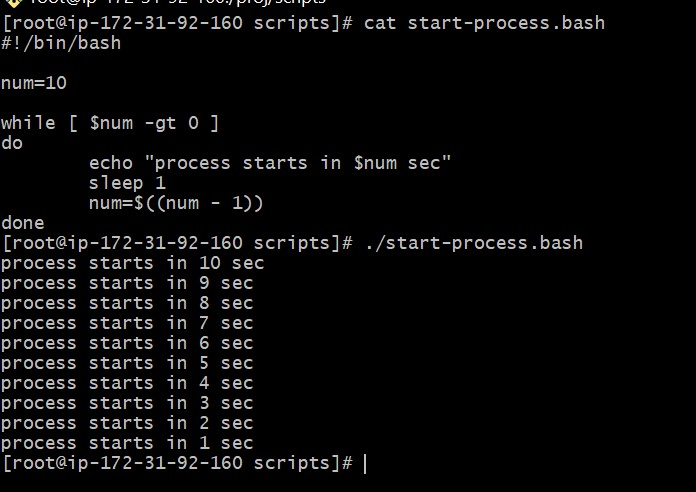 [root@ip-172-31-92-160 scripts]# cat start-process.bash
#!/bin/bash

num=10

while [ $num -gt 0 ]
do
        echo "process starts in $num sec"
        sleep 1
        num=$((num - 1))
done
[root@ip-172-31-92-160 scripts]# ./start-process.bash
process starts in 10 sec
process starts in 9 sec
process starts in 8 sec
process starts in 7 sec
process starts in 6 sec
process starts in 5 sec
process starts in 4 sec
process starts in 3 sec
process starts in 2 sec
process starts in 1 sec
[root@ip-172-31-92-160 scripts]#